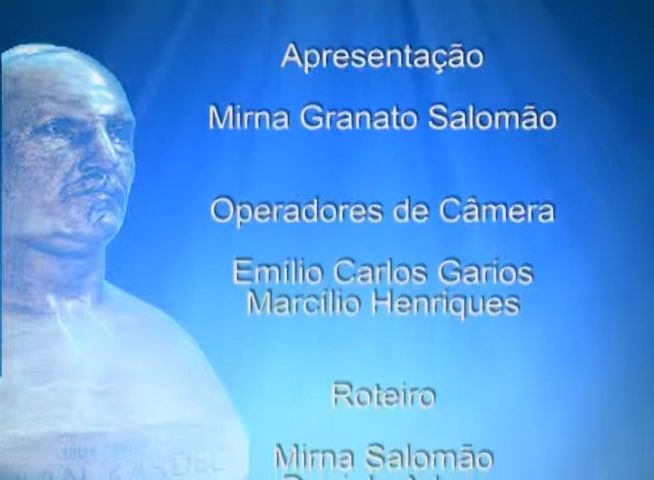 Apresentação
Mirna Granato Salomão
Operadores de Câmera
Emílio Carlos Garios
Marcílio Henriques
Roteiro
Mirna Salomão